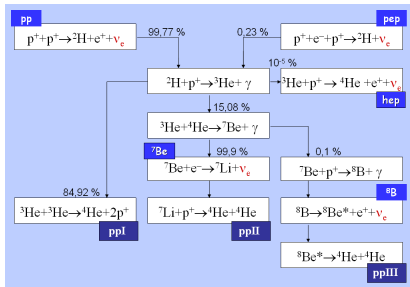 pp
pep
p⁺+p⁺→²H+e⁺+νₑ
99,77 %
0,23 %
p⁺+e⁻+p⁺→²H+νₑ
10⁻⁵ %
²H+p⁺→³He+ γ
³He+p⁺→ ⁴He +e⁺+νₑ
hep
15,08 %
³He+⁴He→⁷Be+ γ
⁷Be
99,9 %
0,1 %
⁷Be+e⁻→⁷Li+νₑ
⁷Be+p⁺→⁸B+ γ
84,92 %
⁸B
³He+³He→⁴He+2p⁺
⁷Li+p⁺→⁴He+⁴He
⁸B→⁸Be*+e⁺+νₑ
ppI
ppII
⁸Be*→⁴He+⁴He
ppIII